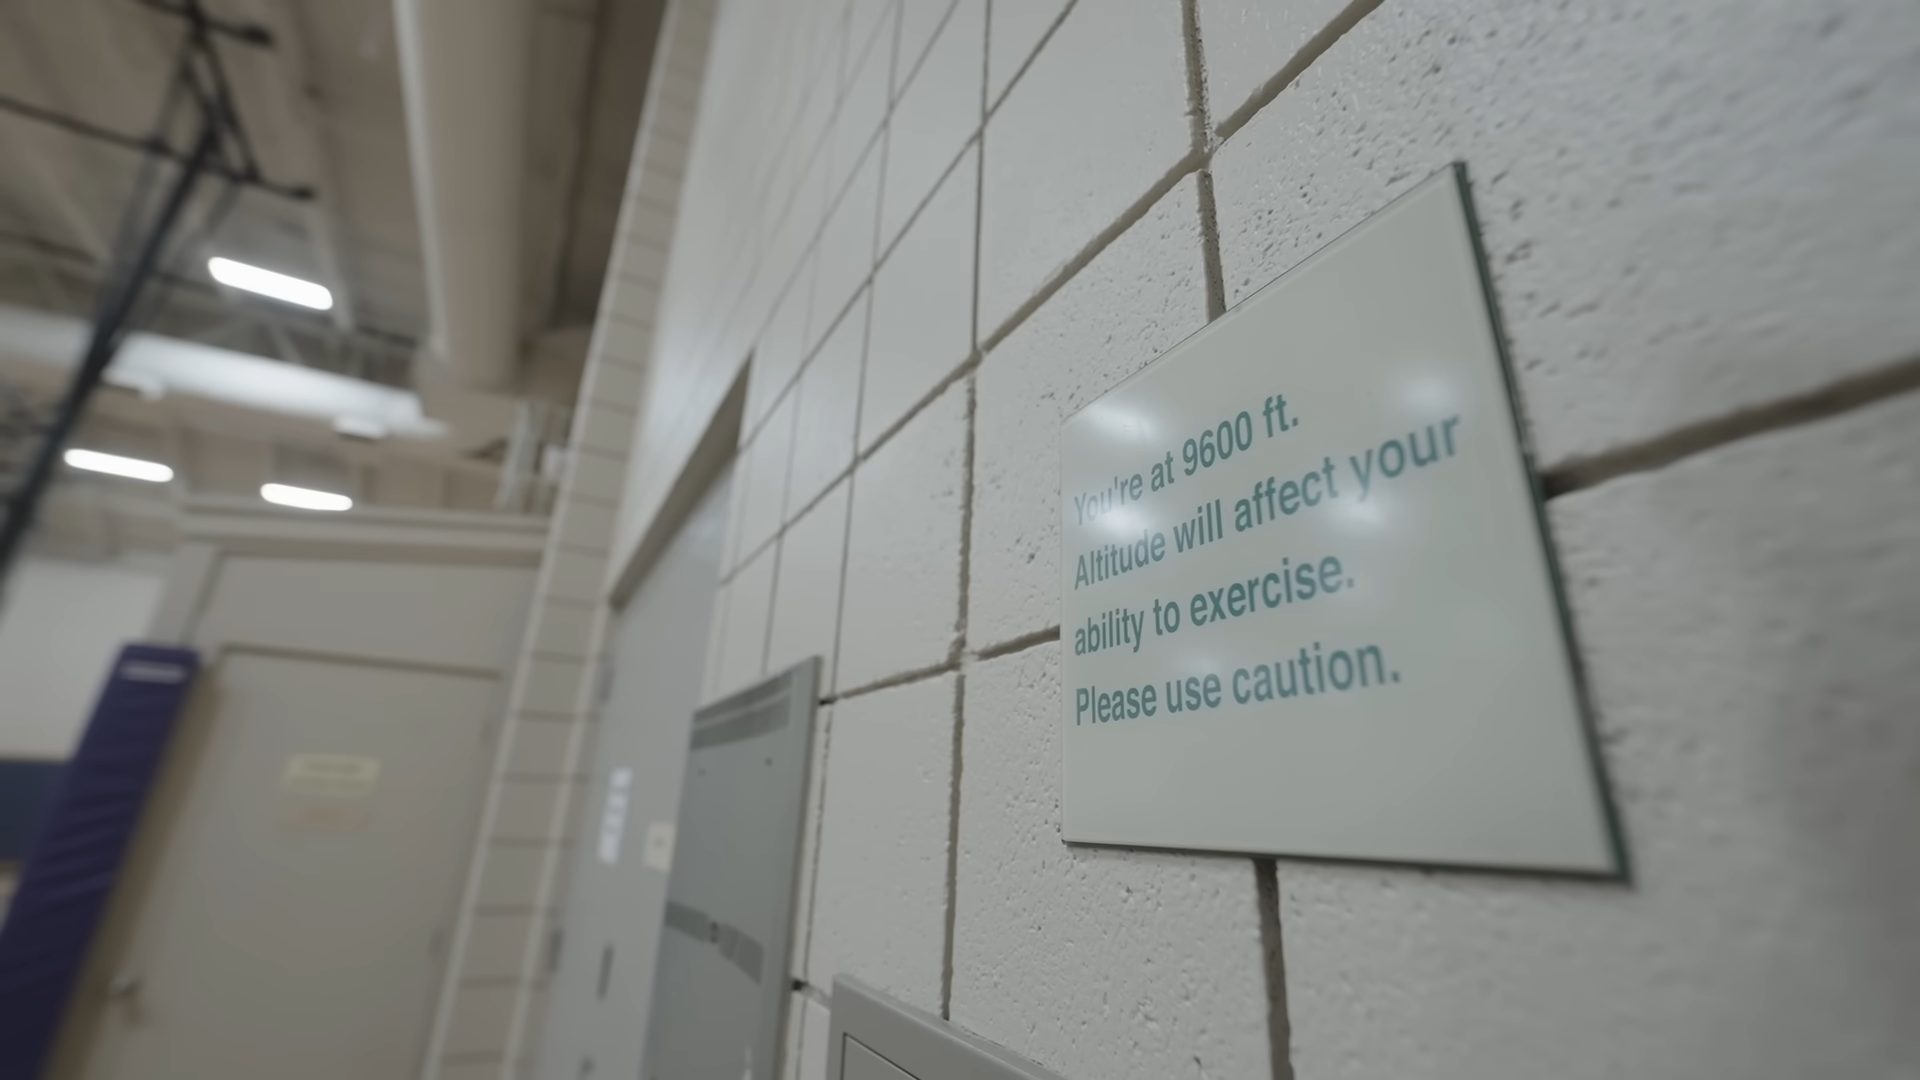 You're at 9600 ft.
Altitude will affect your
ability to exercise.
Please use caution.